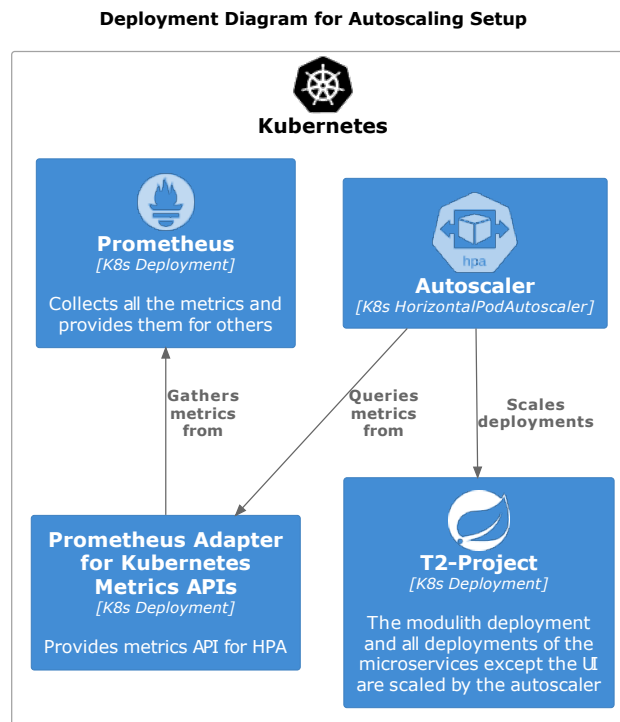 Deployment Diagram for Autoscaling Setup
Kubernetes
Prometheus
[K8s Deployment]
Collects all the metrics and
provides them for others
hpa
Autoscaler
[K8s HorizontalPodAutoscaler]
Gathers
metrics
from
Queries
metrics
from
Scales
deployments
Prometheus Adapter
for Kubernetes
Metrics APIs
[K8s Deployment]
Provides metrics API for HPA
T2-Project
[K8s Deployment]
The modulith deployment
and all deployments of the
microservices except the UI
are scaled by the autoscaler